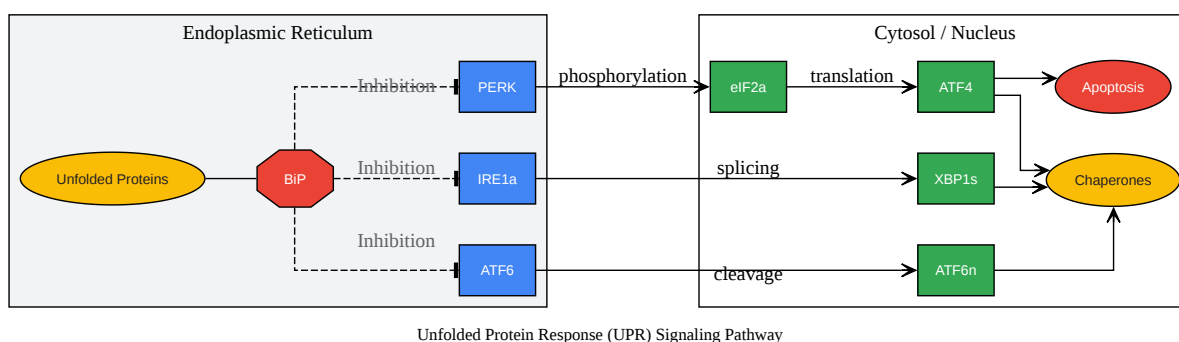 Endoplasmic Reticulum
Cytosol / Nucleus
Inhibition
PERK
phosphorylation
eIF2a
translation
ATF4
Apoptosis
Unfolded Proteins
BiP
Inhibition
IRE1a
splicing
XBP1s
Chaperones
Inhibition
ATF6
cleavage
ATF6n
Unfolded Protein Response (UPR) Signaling Pathway